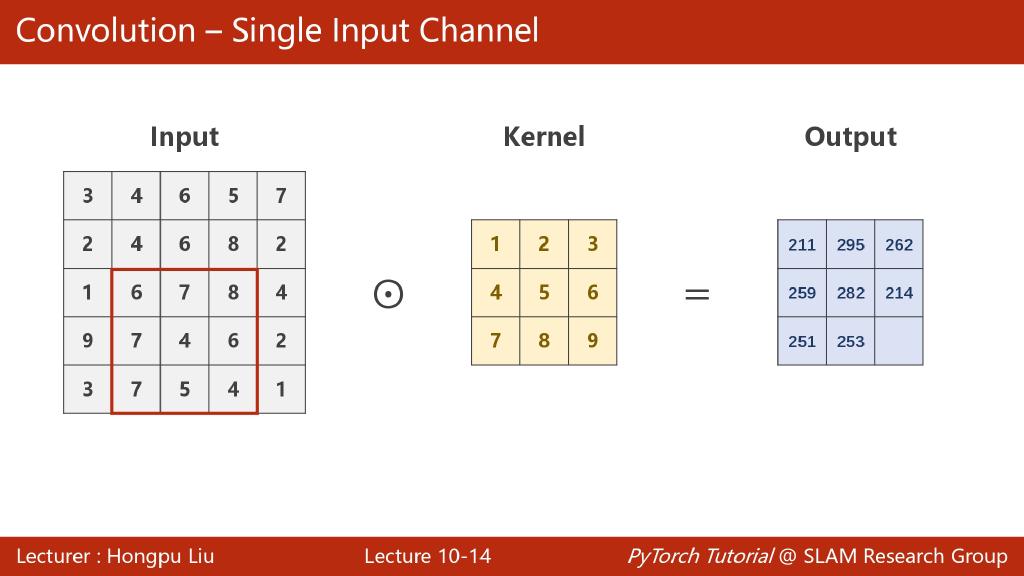 Convolution – Single Input Channel
Input
Kernel
Output
3 4 6 5 7
2 4 6 8 2
1 6 7 8 4
9 7 4 6 2
3 7 5 4 1
⊙
1 2 3
4 5 6
7 8 9
=
211 295 262
259 282 214
251 253
Lecturer : Hongpu Liu
Lecture 10-14
PyTorch Tutorial @ SLAM Research Group